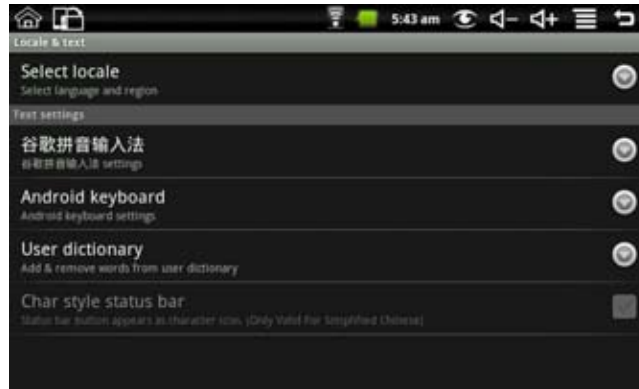 5:43 am
Locale & text
Select locale
Select language and region
Text settings
谷歌拼音输入法
谷歌拼音输入法 settings
Android keyboard
Android keyboard settings
User dictionary
Add & remove words from user dictionary
Char style status bar
Status bar button appears as character icon. (Only Valid For Simplified Chinese)